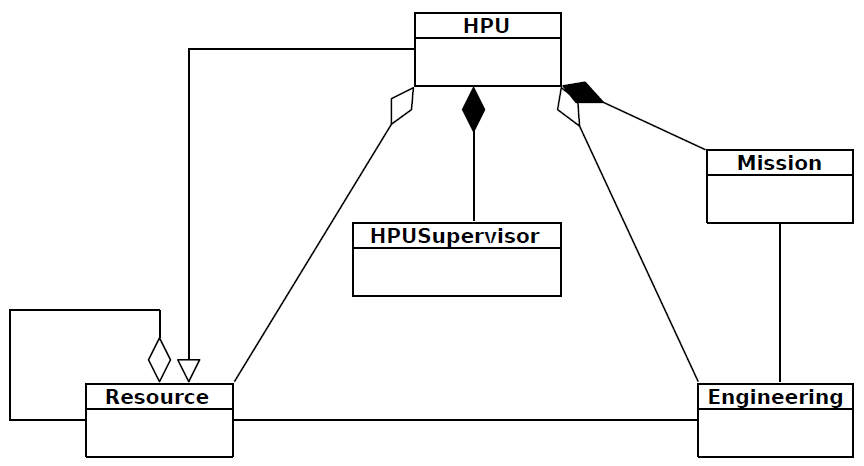 HPU
Mission
HPUSupervisor
Resource
Engineering